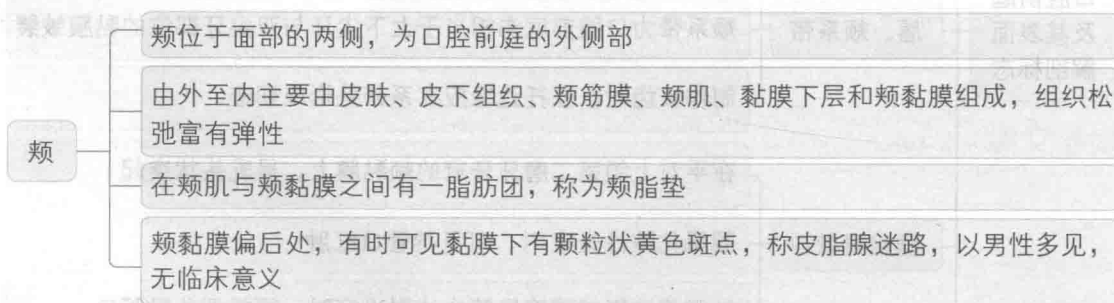 颊
颊位于面部的两侧，为口腔前庭的外侧部
由外至内主要由皮肤、皮下组织、颊筋膜、颊肌、黏膜下层和颊黏膜组成，组织松
弛富有弹性
在颊肌与颊黏膜之间有一脂肪团，称为颊脂垫
颊黏膜偏后处，有时可见黏膜下有颗粒状黄色斑点，称皮脂腺迷路，以男性多见，
无临床意义